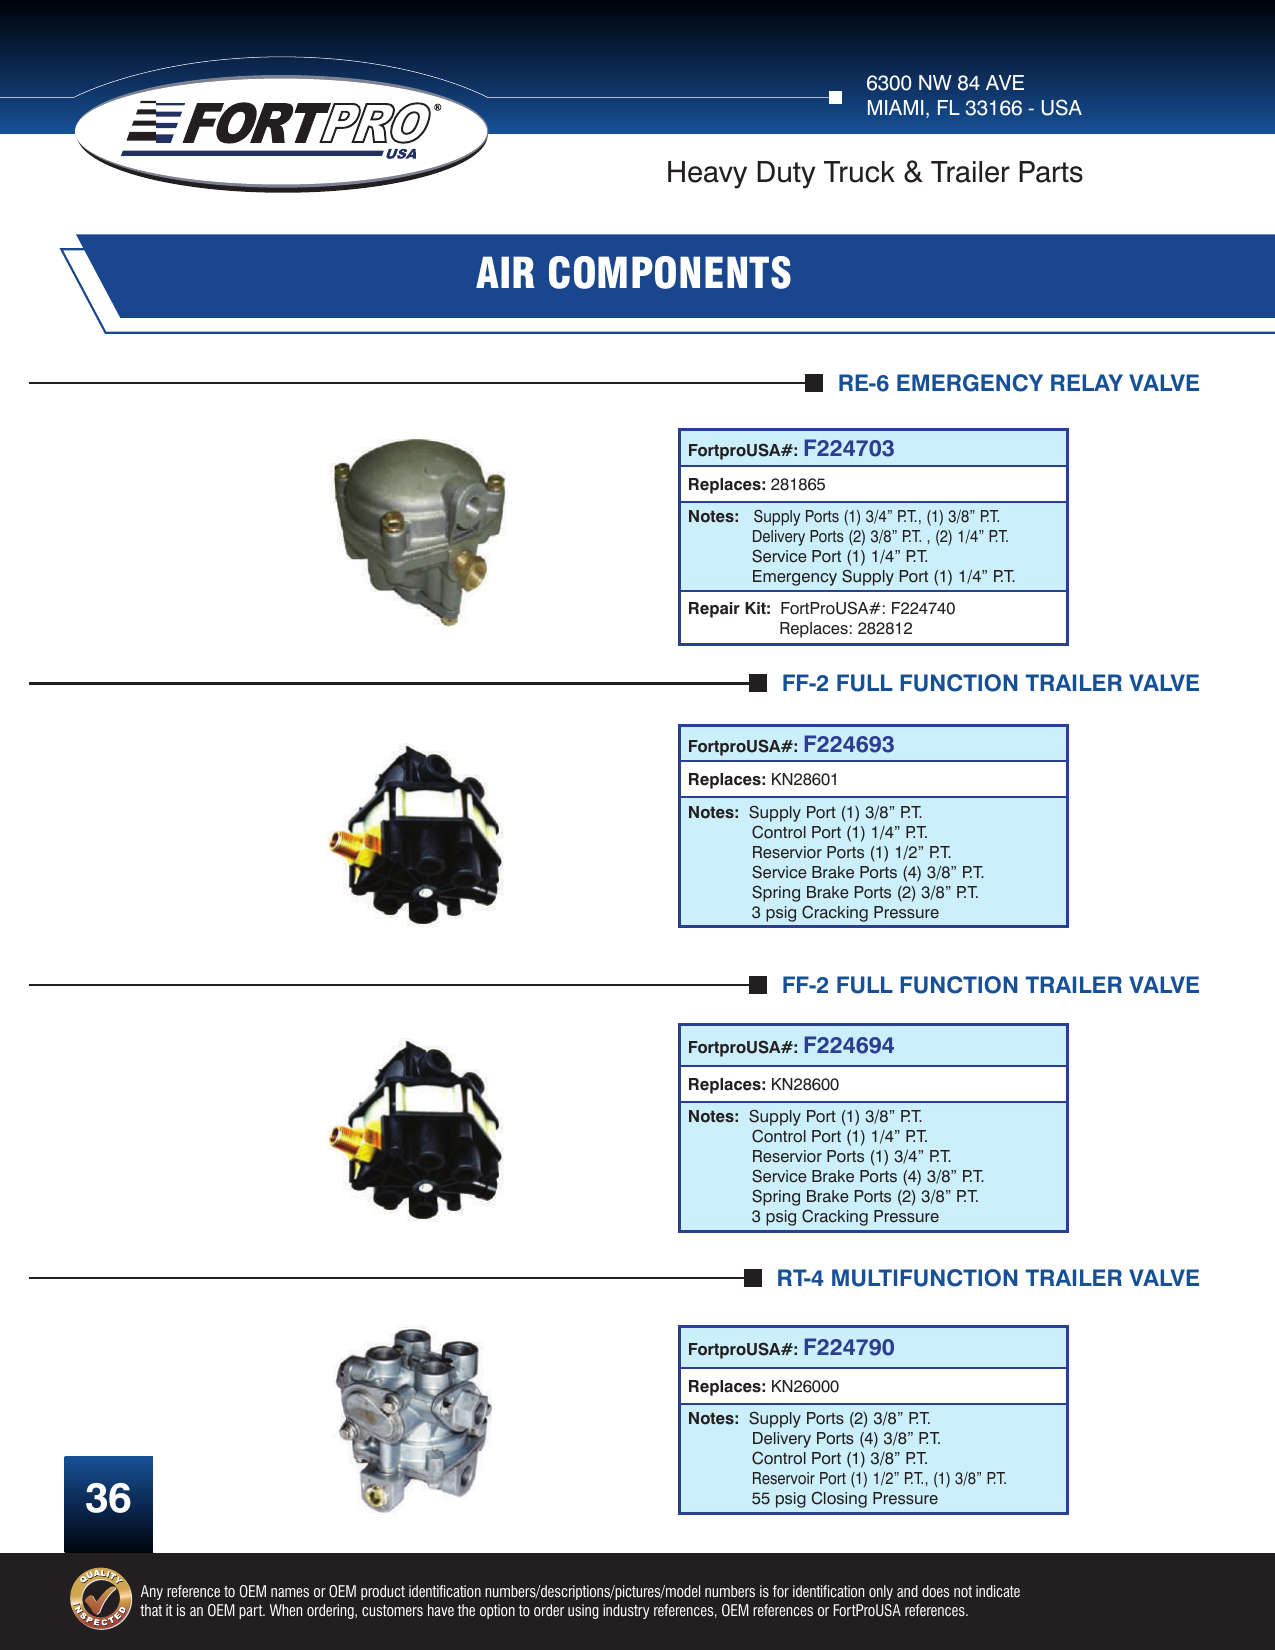 FORTPRO®
USA
6300 NW 84 AVE
MIAMI, FL 33166 - USA
Heavy Duty Truck & Trailer Parts
AIR COMPONENTS
RE-6 EMERGENCY RELAY VALVE
FortproUSA#: F224703
Replaces: 281865
Notes: Supply Ports (1) 3/4” P.T., (1) 3/8” P.T.
Delivery Ports (2) 3/8” P.T. , (2) 1/4” P.T.
Service Port (1) 1/4” P.T.
Emergency Supply Port (1) 1/4” P.T.
Repair Kit: FortProUSA#: F224740
Replaces: 282812
FF-2 FULL FUNCTION TRAILER VALVE
FortproUSA#: F224693
Replaces: KN28601
Notes: Supply Port (1) 3/8” P.T.
Control Port (1) 1/4” P.T.
Reservior Ports (1) 1/2” P.T.
Service Brake Ports (4) 3/8” P.T.
Spring Brake Ports (2) 3/8” P.T.
3 psig Cracking Pressure
FF-2 FULL FUNCTION TRAILER VALVE
FortproUSA#: F224694
Replaces: KN28600
Notes: Supply Port (1) 3/8” P.T.
Control Port (1) 1/4” P.T.
Reservior Ports (1) 3/4” P.T.
Service Brake Ports (4) 3/8” P.T.
Spring Brake Ports (2) 3/8” P.T.
3 psig Cracking Pressure
RT-4 MULTIFUNCTION TRAILER VALVE
FortproUSA#: F224790
Replaces: KN26000
Notes: Supply Ports (2) 3/8” P.T.
Delivery Ports (4) 3/8” P.T.
Control Port (1) 3/8” P.T.
Reservoir Port (1) 1/2” P.T., (1) 3/8” P.T.
55 psig Closing Pressure
36
QUALITY
INSPECTED
Any reference to OEM names or OEM product identification numbers/descriptions/pictures/model numbers is for identification only and does not indicate
that it is an OEM part. When ordering, customers have the option to order using industry references, OEM references or FortProUSA references.